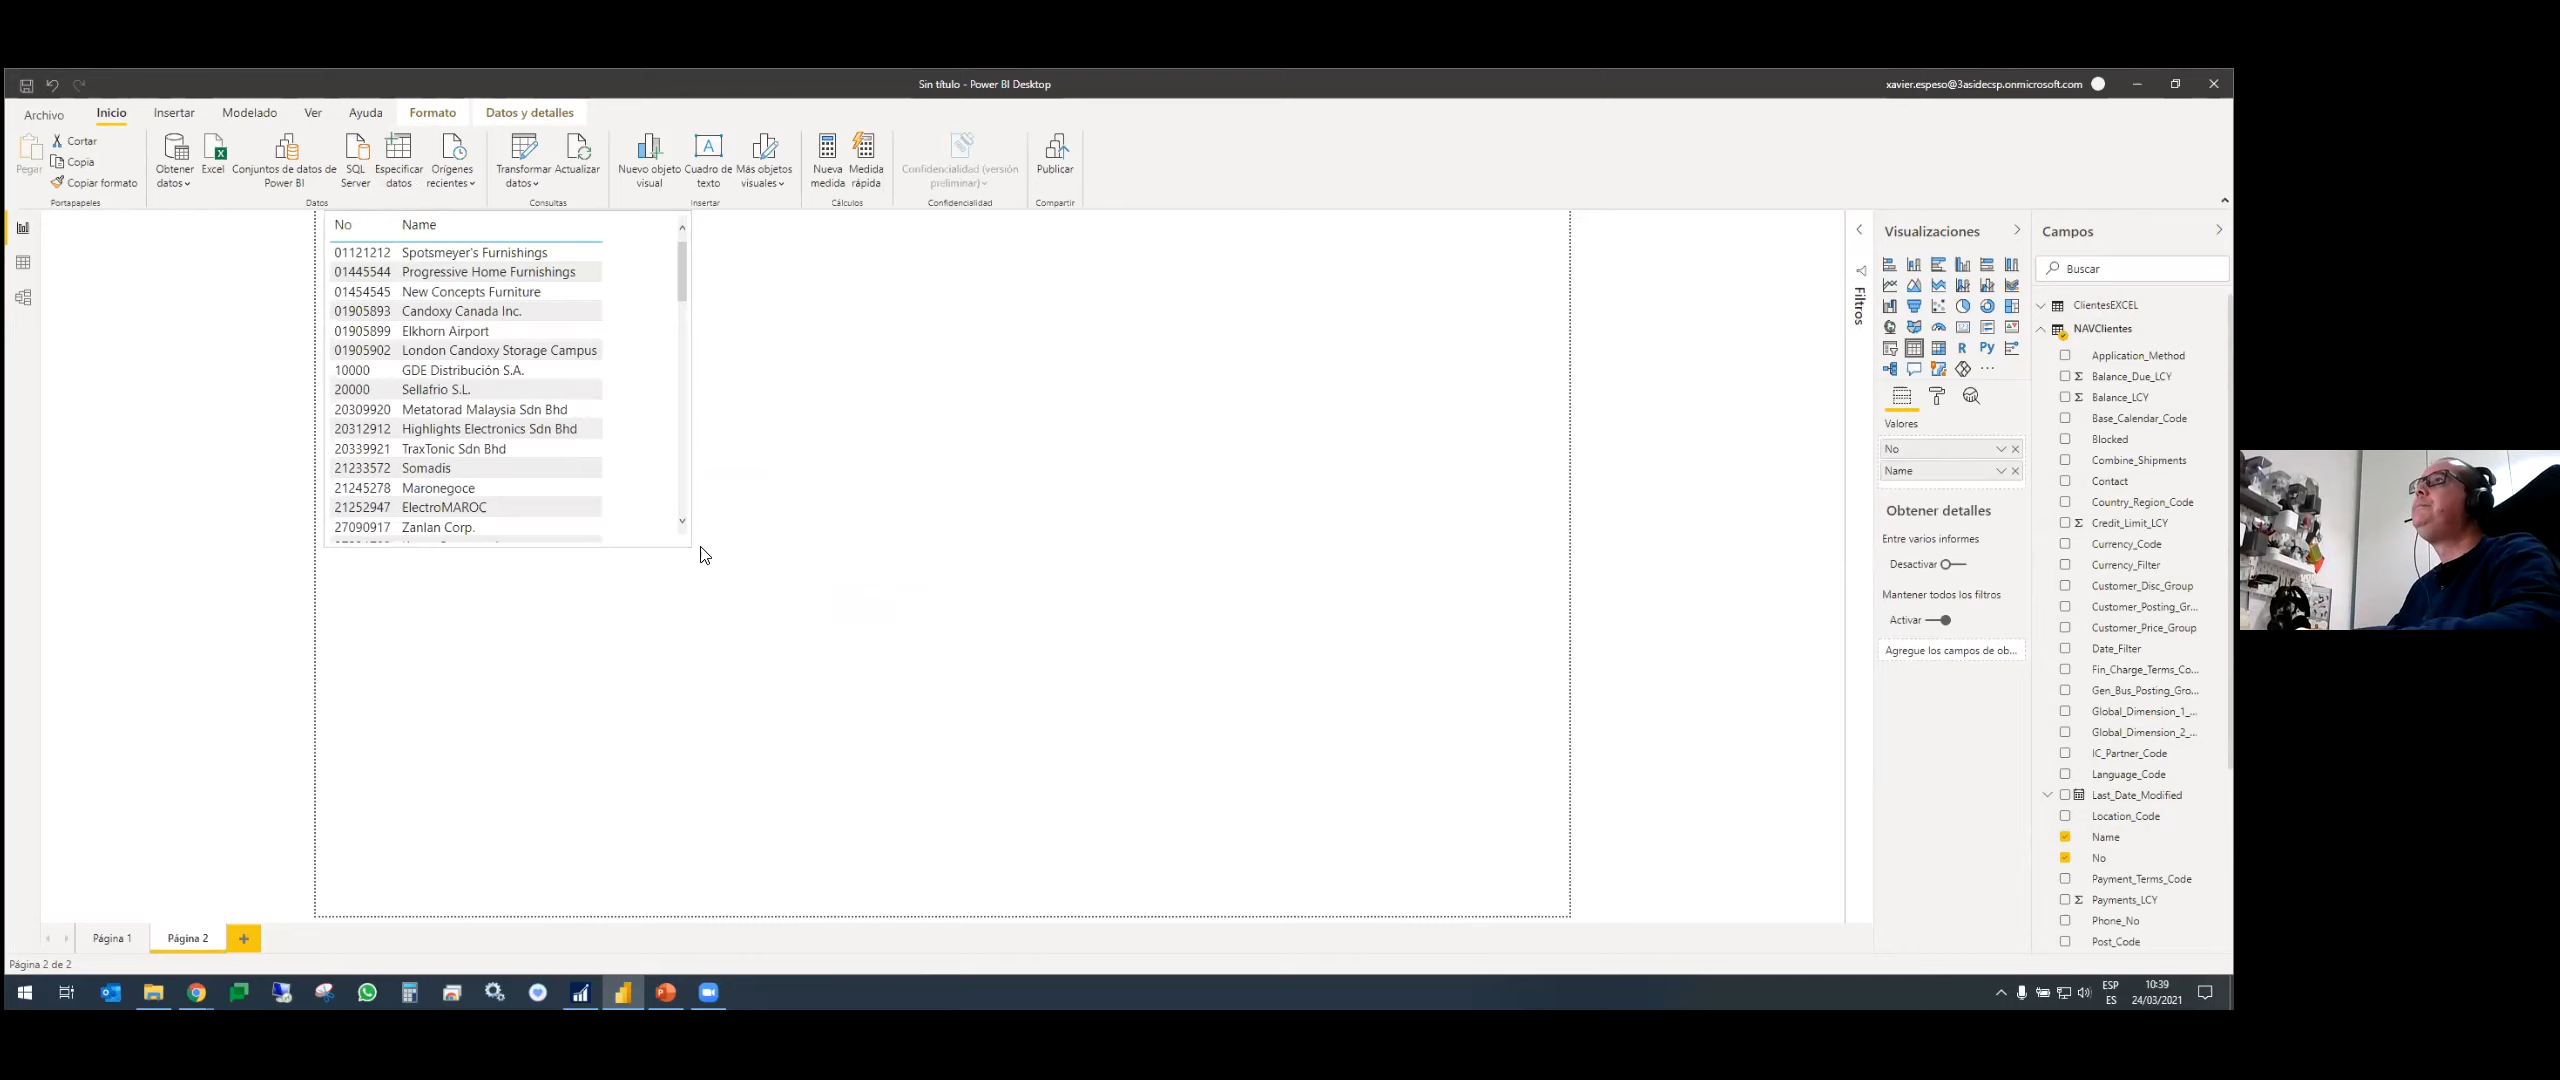 Sin título - Power BI Desktop
xavier.espeso@3asidecsp.onmicrosoft.com
Archivo
Inicio
Insertar
Modelado
Ver
Ayuda
Formato
Datos y detalles
Pegar
Cortar
Copia
Copiar formato
Portapapeles
Obtener datos
Excel
Conjuntos de datos de Power BI
SQL Server
Especificar datos
Orígenes recientes
Datos
Transformar datos
Actualizar
Consultas
Nuevo objeto visual
Cuadro de texto
Más objetos visuales
Insertar
Nueva medida
Medida rápida
Cálculos
Confidencialidad (versión preliminar)
Confidencialidad
Publicar
Compartir
No Name
01121212 Spotsmeyer's Furnishings
01445544 Progressive Home Furnishings
01454545 New Concepts Furniture
01905893 Candoxy Canada Inc.
01905899 Elkhorn Airport
01905902 London Candoxy Storage Campus
10000 GDE Distribución S.A.
20000 Sellafrio S.L.
20309920 Metatorad Malaysia Sdn Bhd
20312912 Highlights Electronics Sdn Bhd
20339921 TraxTonic Sdn Bhd
21233572 Somadis
21245278 Maronegoce
21252947 ElectroMAROC
27090917 Zanlan Corp.
Filtros
Visualizaciones
R
Py
...
Valores
No
Name
Obtener detalles
Entre varios informes
Desactivar
Mantener todos los filtros
Activar
Agregue los campos de ob...
Campos
Buscar
ClientesEXCEL
NAVClientes
Application_Method
Σ Balance_Due_LCY
Σ Balance_LCY
Base_Calendar_Code
Blocked
Combine_Shipments
Contact
Country_Region_Code
Σ Credit_Limit_LCY
Currency_Code
Currency_Filter
Customer_Disc_Group
Customer_Posting_Gr...
Customer_Price_Group
Date_Filter
Fin_Charge_Terms_Co...
Gen_Bus_Posting_Gro...
Global_Dimension_1_...
Global_Dimension_2_...
IC_Partner_Code
Language_Code
Last_Date_Modified
Location_Code
Name
No
Payment_Terms_Code
Σ Payments_LCY
Phone_No
Post_Code
Página 1
Página 2
Página 2 de 2
ESP
ES
10:39
24/03/2021